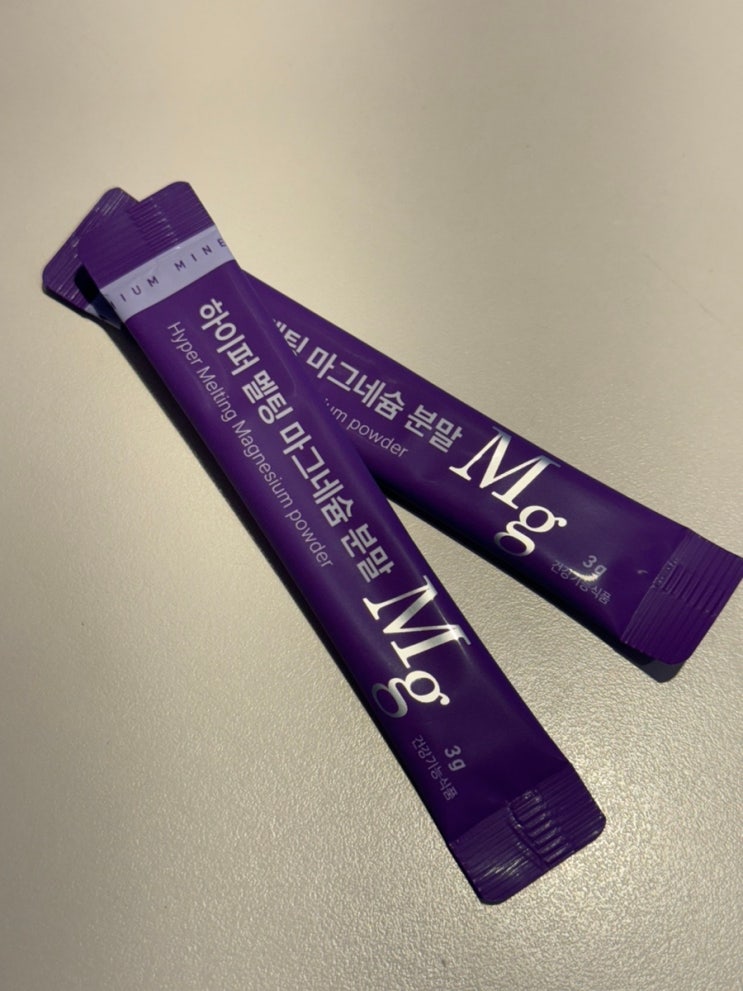 IUM MINE
하이퍼 멜팅 마그네슘 분말
Hyper Melting Magnesium powder
Mg
3g
건강기능식품
멜팅 마그네슘 분말
ium powder
Mg
3g
건강기능식품